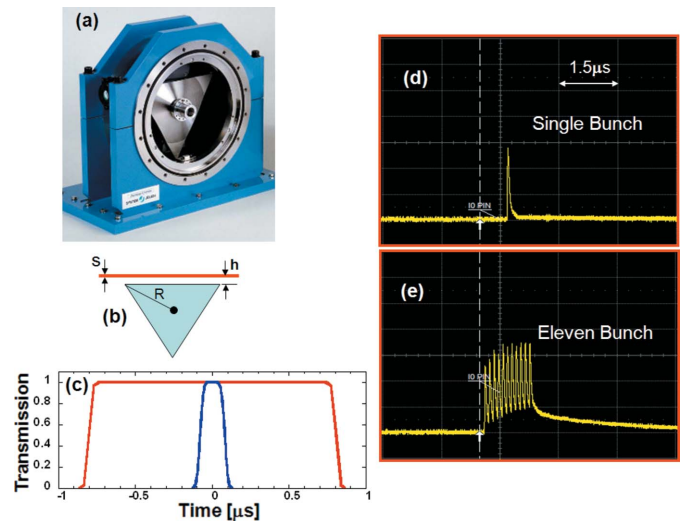 (a)
(b)
S
h
R
(c)
Transmission
1
0.8
0.6
0.4
0.2
0
-1
-0.5
0
0.5
1
Time [µs]
(d)
1.5µs
Single Bunch
I0 PIN
(e)
Eleven Bunch
I0 PIN